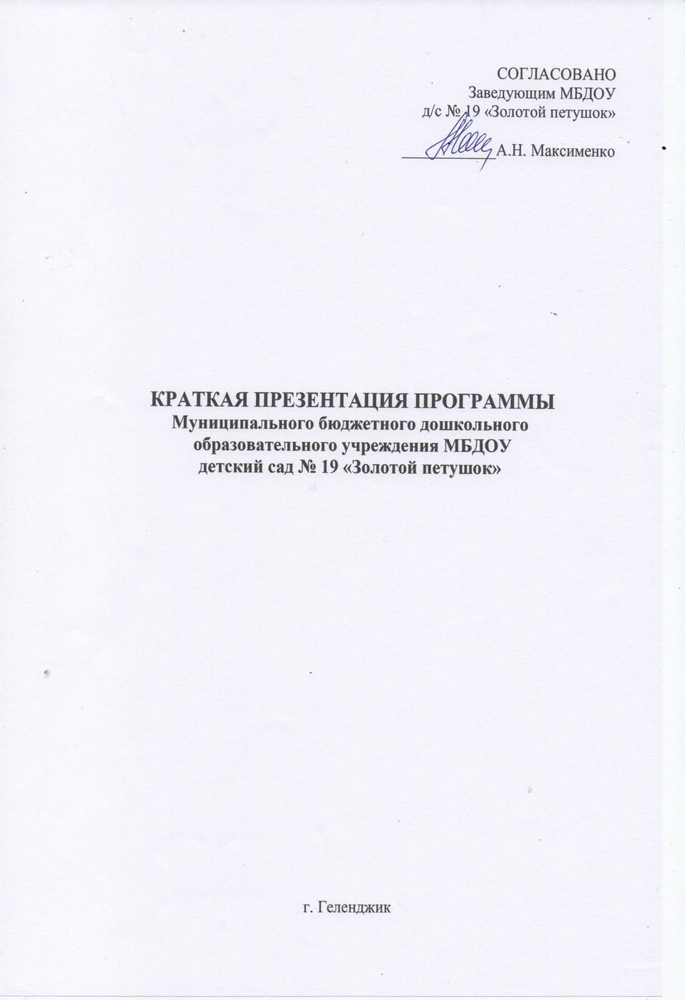 СОГЛАСОВАНО
Заведующим МБДОУ
д/с № 19 «Золотой петушок»
____________А.Н. Максименко
КРАТКАЯ ПРЕЗЕНТАЦИЯ ПРОГРАММЫ
Муниципального бюджетного дошкольного
образовательного учреждения МБДОУ
детский сад № 19 «Золотой петушок»
г. Геленджик